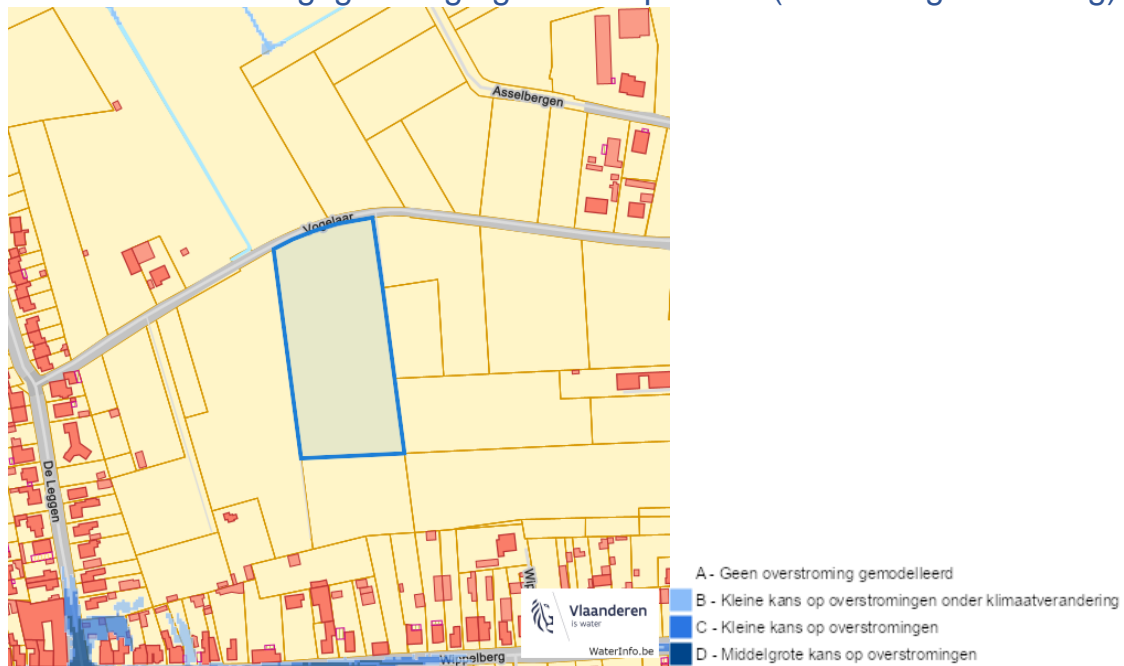 Asselbergen
Vogelaar
De Leggen
Vlaanderen
is water
WaterInfo.be
Wippelberg
A - Geen overstroming gemodelleerd
B - Kleine kans op overstromingen onder klimaatverandering
C - Kleine kans op overstromingen
D - Middelgrote kans op overstromingen